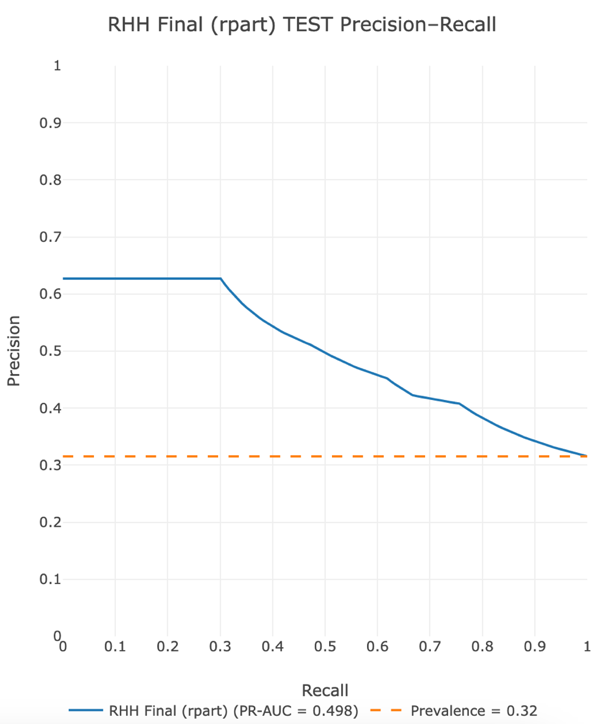 RHH Final (rpart) TEST Precision–Recall
1
0.9
0.8
0.7
0.6
0.5
0.4
0.3
0.2
0.1
0
Precision
0 0.1 0.2 0.3 0.4 0.5 0.6 0.7 0.8 0.9 1
Recall
RHH Final (rpart) (PR-AUC = 0.498) Prevalence = 0.32